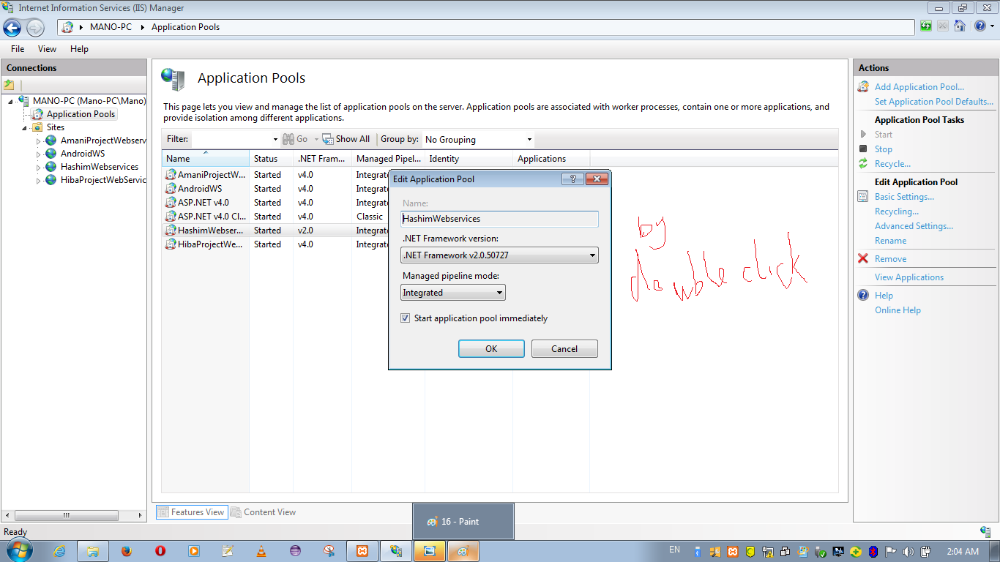 Internet Information Services (IIS) Manager
MANO-PC
Application Pools
File View Help
Connections
MANO-PC (Mano-PC\Mano)
Application Pools
Sites
AmaniProjectWebserv
AndroidWS
HashimWebservices
HibaProjectWebServic
Application Pools
This page lets you view and manage the list of application pools on the server. Application pools are associated with worker processes, contain one or more applications, and
provide isolation among different applications.
Filter: Go Show All Group by: No Grouping
Name Status .NET Fram... Managed Pipel... Identity Applications
AmaniProjectW... Started v4.0 Integrate
AndroidWS Started v4.0 Integrate
ASP.NET v4.0 Started v4.0 Integrate
ASP.NET v4.0 Cl... Started v4.0 Classic
HashimWebser... Started v2.0 Integrate
HibaProjectWe... Started v4.0 Integrate
Edit Application Pool
Name:
HashimWebservices
.NET Framework version:
.NET Framework v2.0.50727
Managed pipeline mode:
Integrated
Start application pool immediately
OK Cancel
by
double click
Actions
Add Application Pool...
Set Application Pool Defaults...
Application Pool Tasks
Start
Stop
Recycle...
Edit Application Pool
Basic Settings...
Recycling...
Advanced Settings...
Rename
Remove
View Applications
Help
Online Help
Features View Content View
Ready
16 - Paint
EN
2:04 AM